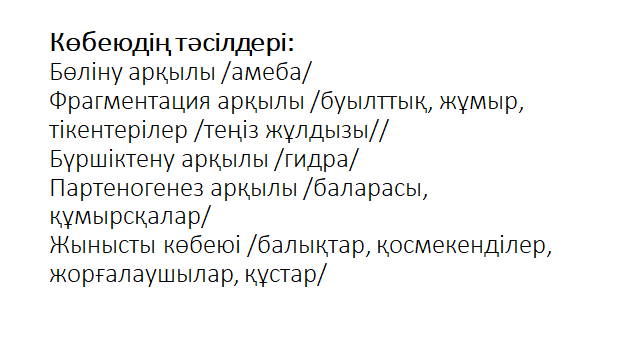 Көбеюдің тәсілдері:
Бөліну арқылы /амеба/
Фрагментация арқылы /буылттық, жұмыр,
тікентерілер /теңіз жұлдызы//
Бүршіктену арқылы /гидра/
Партеногенез арқылы /баларасы,
құмырсқалар/
Жынысты көбеюі /балықтар, қосмекенділер,
жорғалаушылар, құстар/